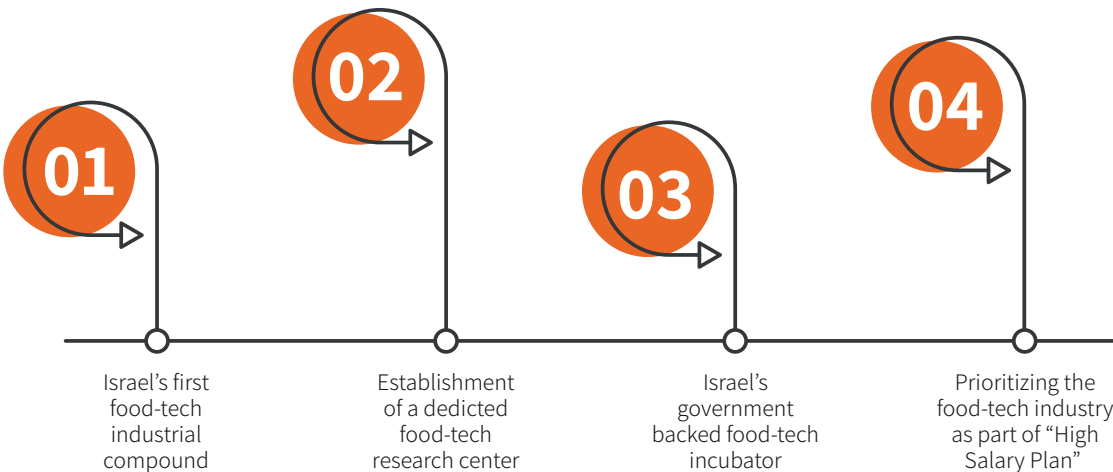 01
Israel’s first
food-tech
industrial
compound
02
Establishment
of a dedicted
food-tech
research center
03
Israel’s
government
backed food-tech
incubator
04
Prioritizing the
food-tech industry
as part of “High
Salary Plan”